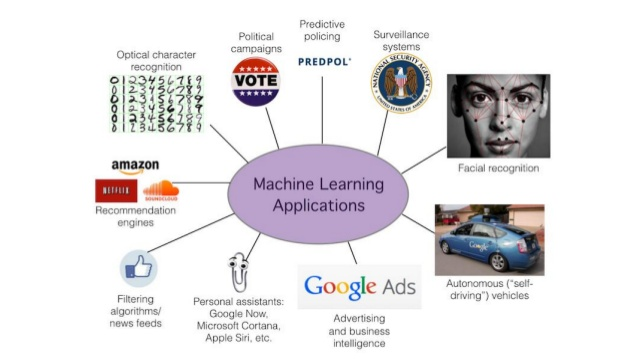 Predictive
policing
PREDPOL
Political
campaigns
VOTE
Surveillance
systems
NATIONAL SECURITY AGENCY
UNITED STATES OF AMERICA
Optical character
recognition
0123456789
0123456789
0123456789
0123456789
0123456789
0123456789
Facial recognition
amazon
NETFLIX
SOUNDCLOUD
Recommendation
engines
Machine Learning
Applications
Google
Autonomous (“self-
driving”) vehicles
Filtering
algorithms/
news feeds
Personal assistants:
Google Now,
Microsoft Cortana,
Apple Siri, etc.
Google Ads
Advertising
and business
intelligence